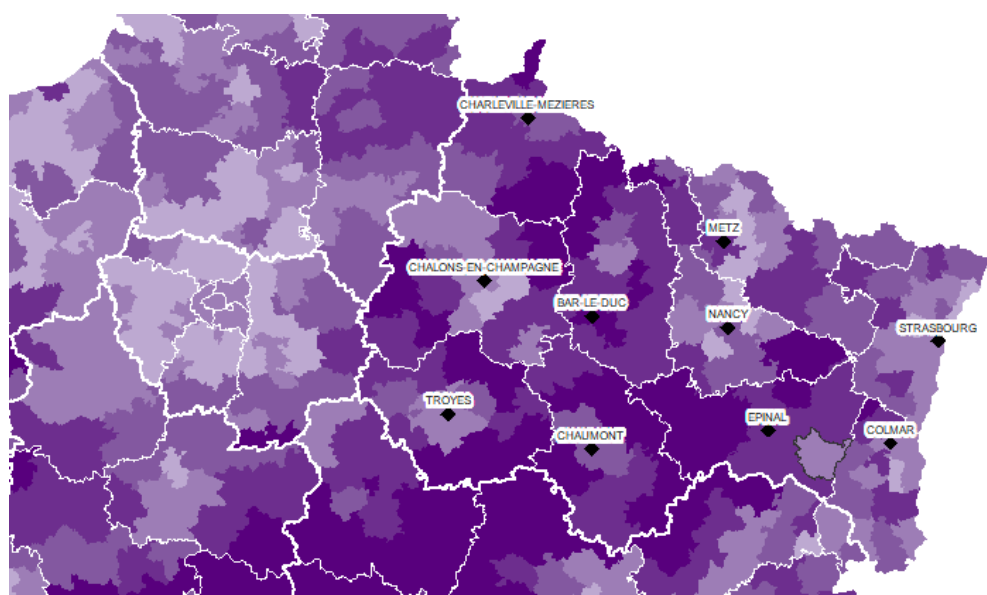 CHARLEVILLE-MEZIERES
METZ
CHALONS-EN-CHAMPAGNE
BAR-LE-DUC
NANCY
STRASBOURG
TROYES
EPINAL
COLMAR
CHAUMONT